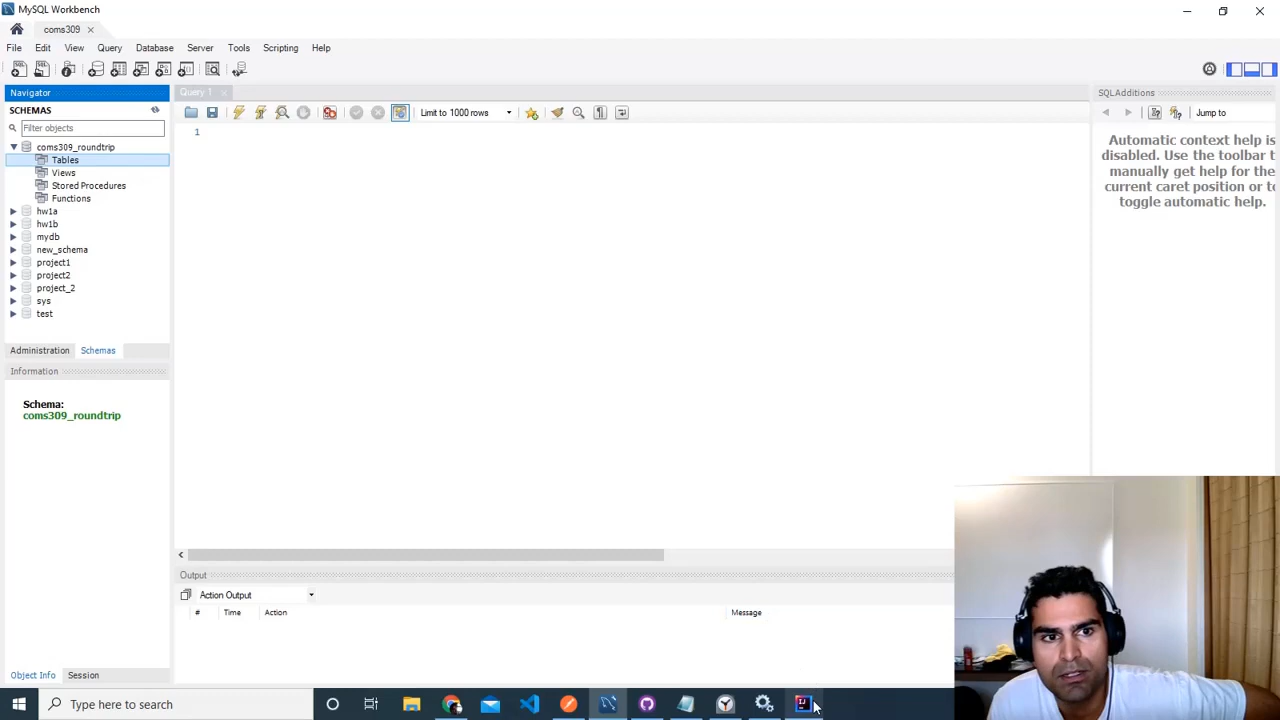 MySQL Workbench
coms309
File Edit View Query Database Server Tools Scripting Help
Navigator
SCHEMAS
Filter objects
coms309_roundtrip
Tables
Views
Stored Procedures
Functions
hw1a
hw1b
mydb
new_schema
project1
project2
project_2
sys
test
Administration Schemas
Information
Schema:
coms309_roundtrip
Object Info Session
Query 1
Limit to 1000 rows
1
Output
Action Output
# Time Action Message
SQLAdditions
Jump to
Automatic context help is
disabled. Use the toolbar t
manually get help for the
current caret position or to
toggle automatic help.
Type here to search